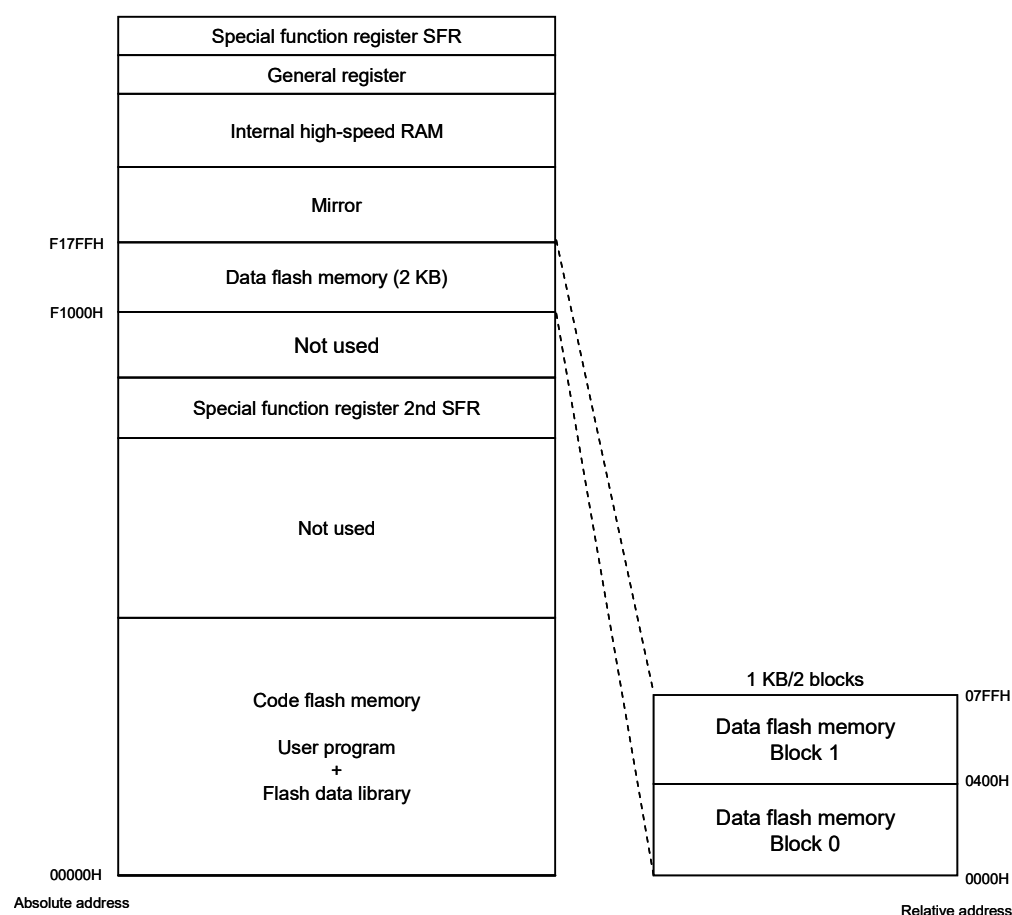 Special function register SFR
General register
Internal high-speed RAM
Mirror
F17FFH
Data flash memory (2 KB)
F1000H
Not used
Special function register 2nd SFR
Not used
Code flash memory
User program
+
Flash data library
00000H
Absolute address
1 KB/2 blocks
07FFH
Data flash memory
Block 1
0400H
Data flash memory
Block 0
0000H
Relative address